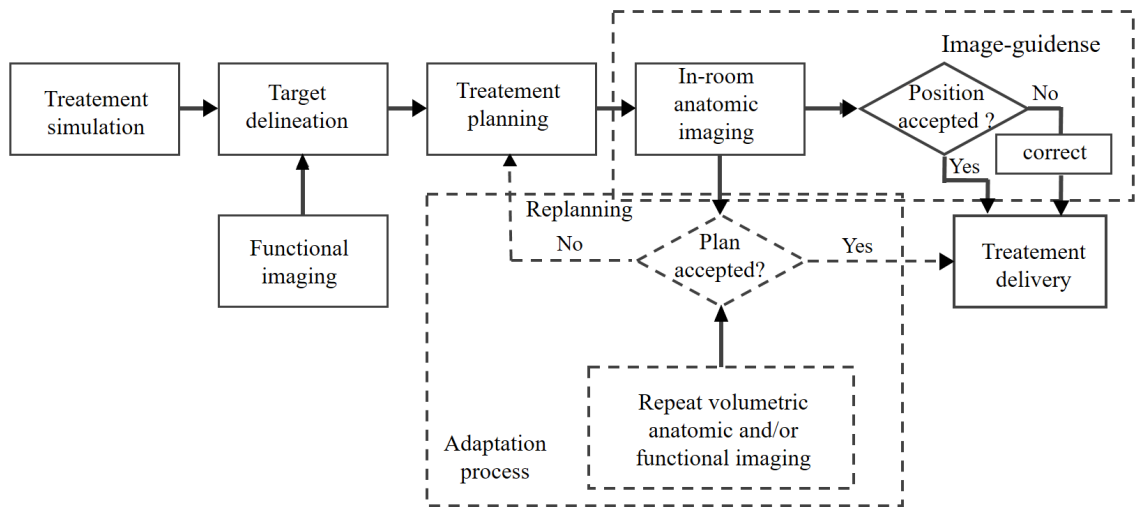 Image-guidense
Treatement
simulation
Target
delineation
Treatement
planning
In-room
anatomic
imaging
Position
accepted ?
No
correct
Yes
Replanning
Functional
imaging
No
Plan
accepted?
Yes
Treatement
delivery
Repeat volumetric
anatomic and/or
functional imaging
Adaptation
process